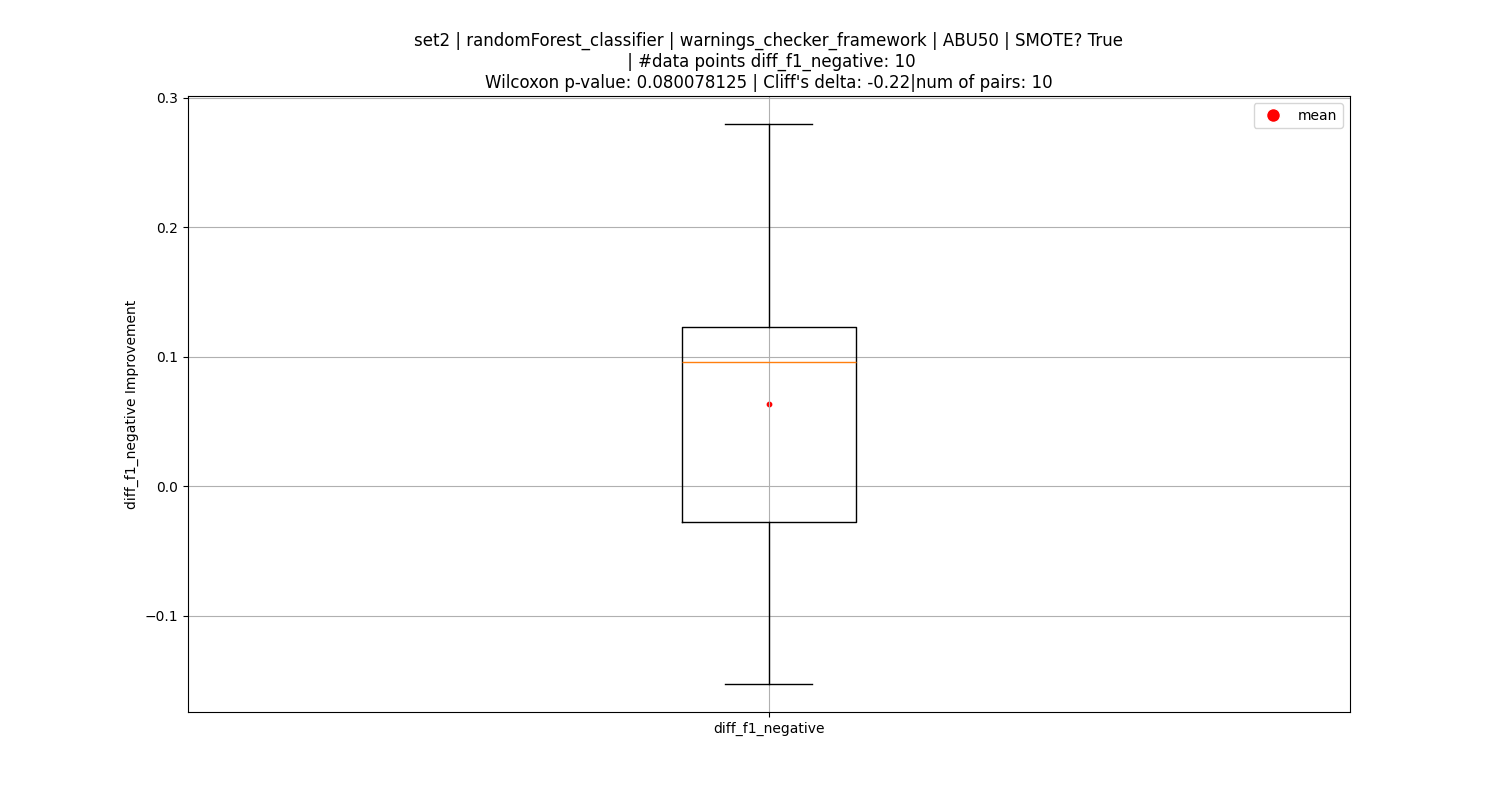 set2 | randomForest_classifier | warnings_checker_framework | ABU50 | SMOTE? True
| #data points diff_f1_negative: 10
Wilcoxon p-value: 0.080078125 | Cliff's delta: -0.22|num of pairs: 10
mean
0.3
0.2
0.1
0.0
−0.1
diff_f1_negative Improvement
diff_f1_negative